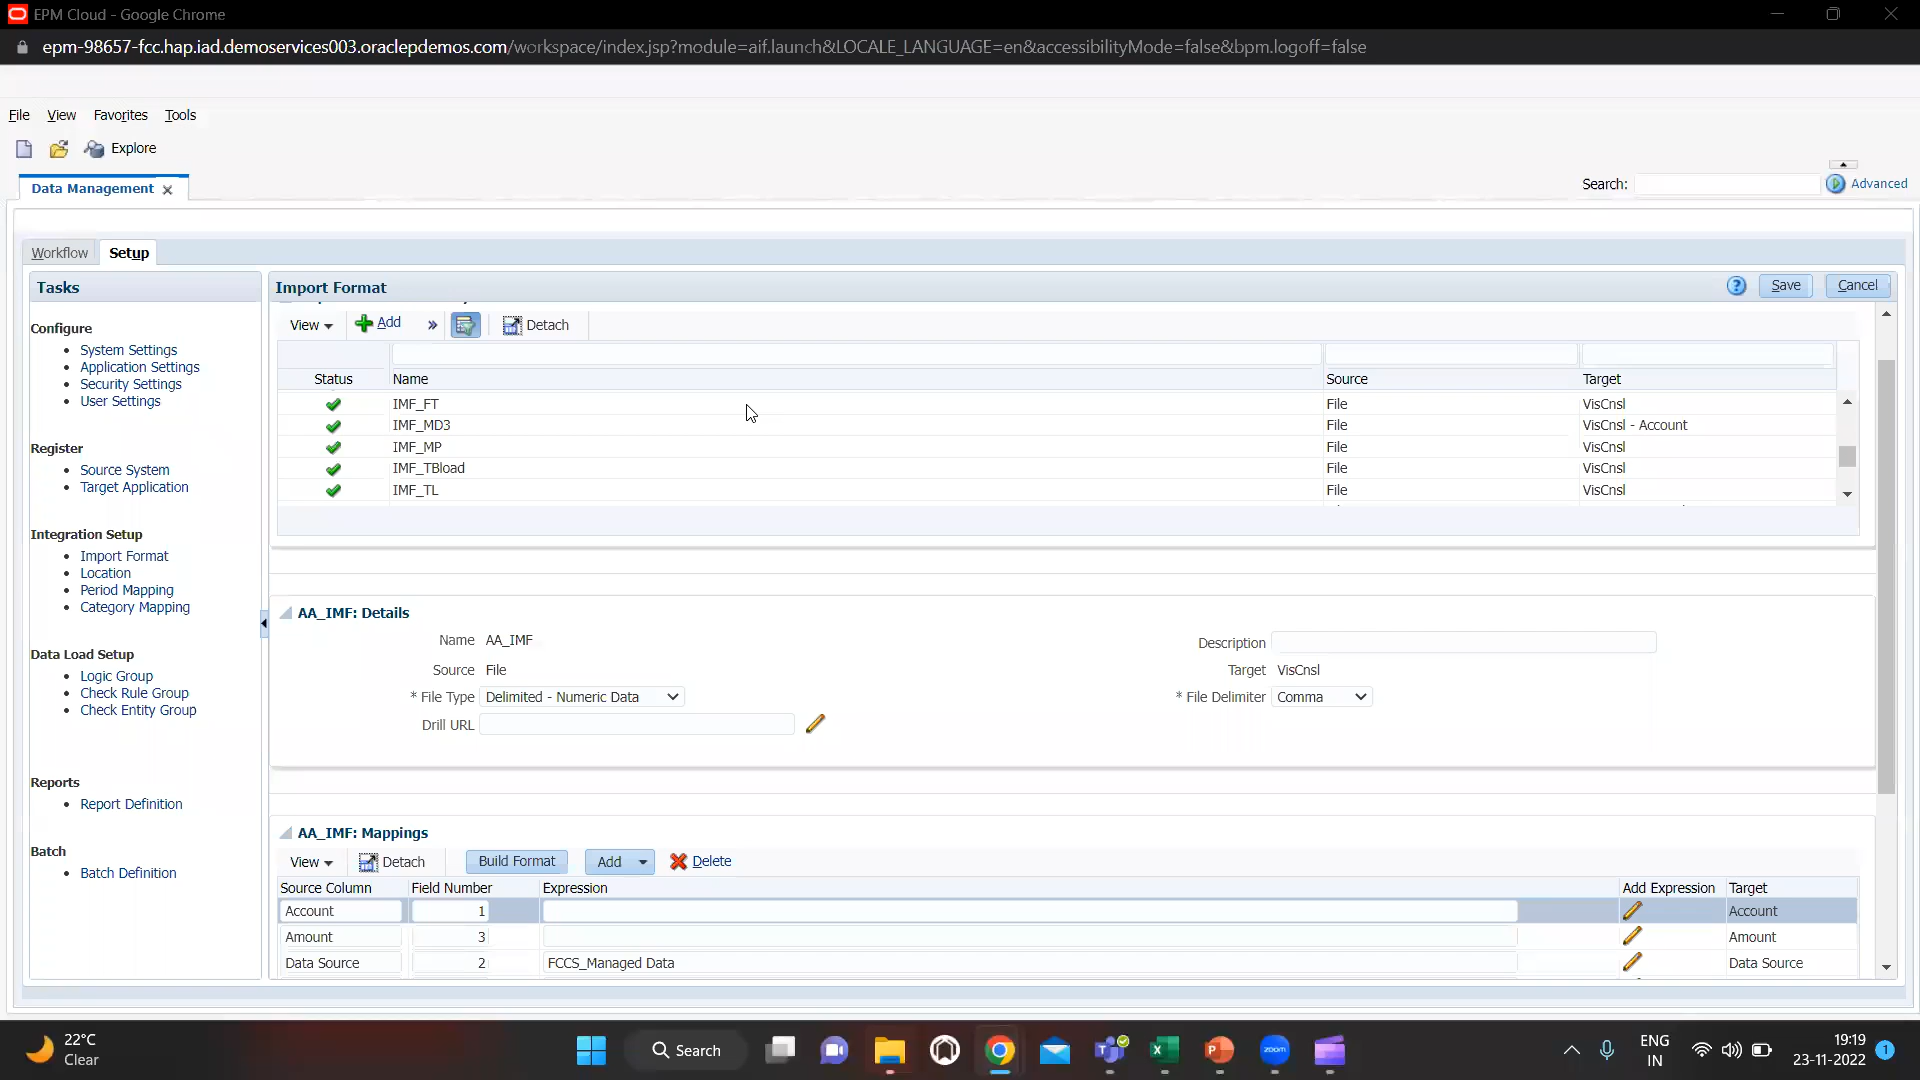 EPM Cloud - Google Chrome
epm-98657-fcc.hap.iad.demoservices003.oraclepdemos.com/workspace/index.jsp?module=aif.launch&LOCALE_LANGUAGE=en&accessibilityMode=false&bpm.logoff=false
File View Favorites Tools
Explore
Data Management
Search: Advanced
Workflow Setup
Tasks
Import Format
Save Cancel
Configure
System Settings
Application Settings
Security Settings
User Settings
Register
Source System
Target Application
Integration Setup
Import Format
Location
Period Mapping
Category Mapping
Data Load Setup
Logic Group
Check Rule Group
Check Entity Group
Reports
Report Definition
Batch
Batch Definition
View Add » Detach
Status Name Source Target
IMF_FT File VisCnsl
IMF_MD3 File VisCnsl - Account
IMF_MP File VisCnsl
IMF_TBload File VisCnsl
IMF_TL File VisCnsl
AA_IMF: Details
Name AA_IMF Description
Source File Target VisCnsl
* File Type Delimited - Numeric Data * File Delimiter Comma
Drill URL
AA_IMF: Mappings
View Detach Build Format Add Delete
Source Column Field Number Expression Add Expression Target
Account 1 Account
Amount 3 Amount
Data Source 2 FCCS_Managed Data Data Source
22°C
Clear
Search
zoom
ENG
IN
19:19
23-11-2022
1